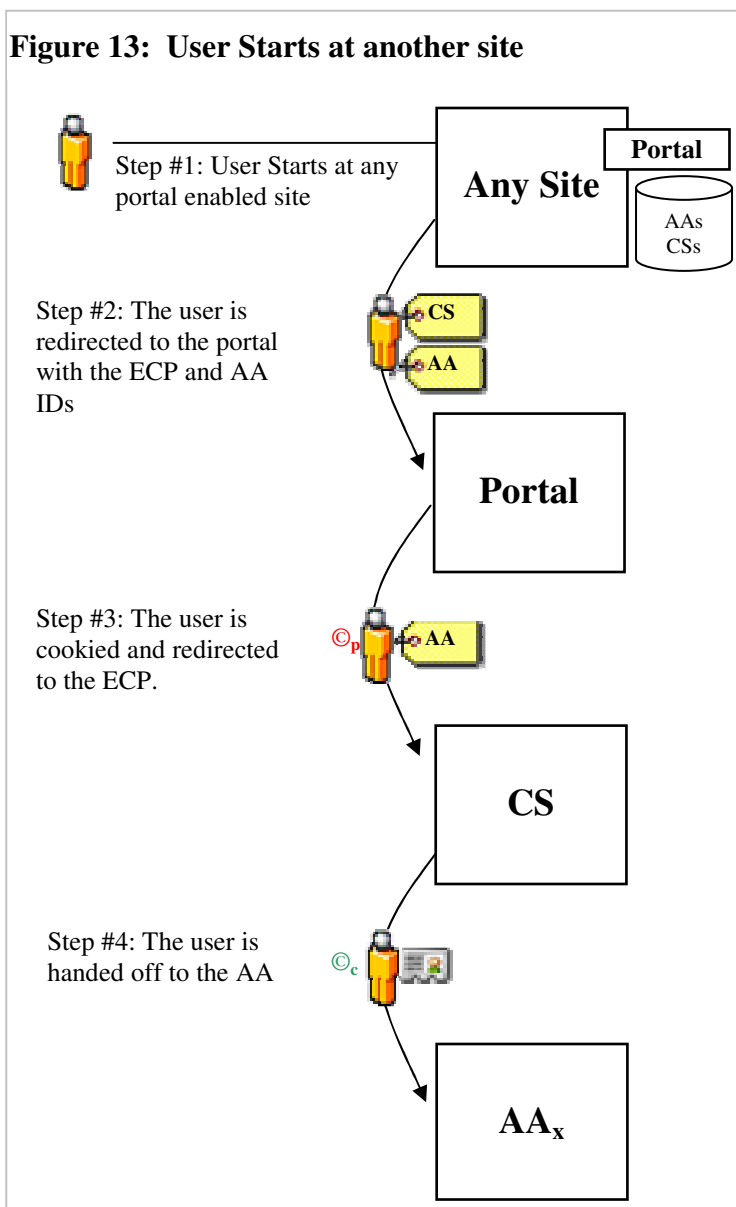 Figure 13:  User Starts at another site
Step #1: User Starts at any
portal enabled site
Any Site
Portal
AAs
CSs
Step #2: The user is
redirected to the portal
with the ECP and AA
IDs
CS
AA
Portal
Step #3: The user is
cookied and redirected
to the ECP.
©p
AA
CS
Step #4: The user is
handed off to the AA
©c
AAx